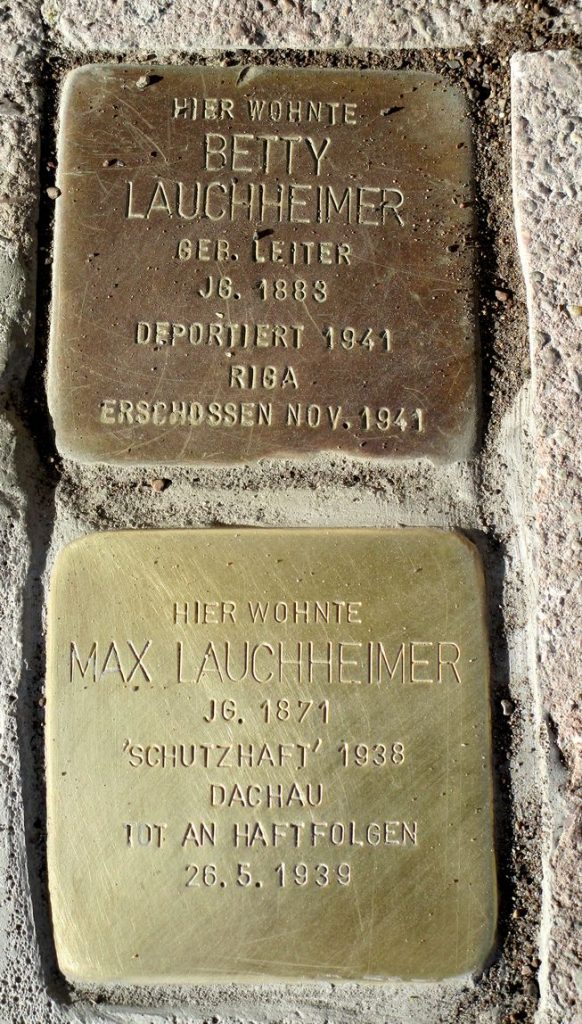 HIER WOHNTE
BETTY
LAUCHHEIMER
GEB. LEITER
JG. 1883
DEPORTIERT 1941
RIGA
ERSCHOSSEN NOV. 1941
HIER WOHNTE
MAX LAUCHHEIMER
JG. 1871
'SCHUTZHAFT' 1938
DACHAU
TOT AN HAFTFOLGEN
26.5.1939